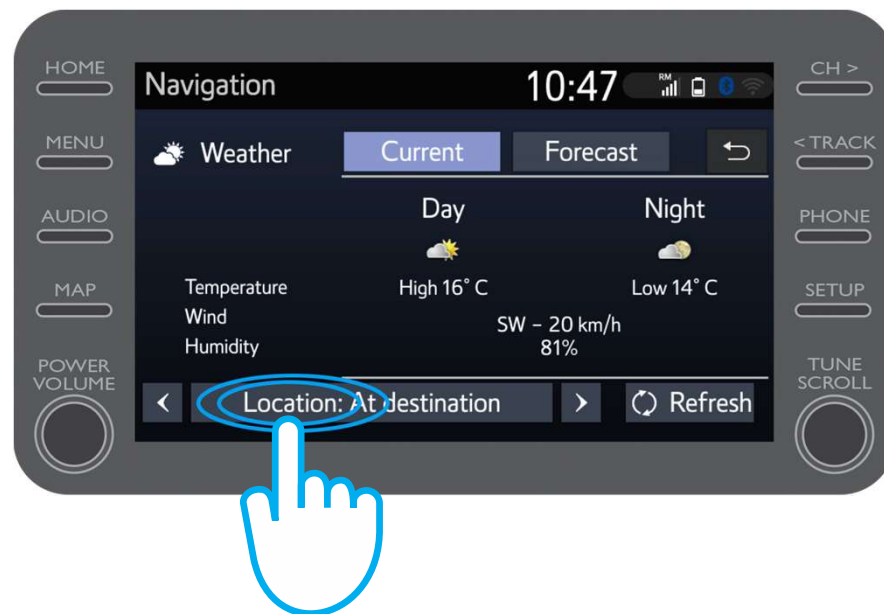 HOME
CH >
Navigation 10:47 RM
MENU
< TRACK
Weather Current Forecast
AUDIO
PHONE
Day Night
MAP
SETUP
Temperature High 16° C Low 14° C
Wind SW – 20 km/h
Humidity 81%
POWER
VOLUME
TUNE
SCROLL
< Location: At destination > Refresh